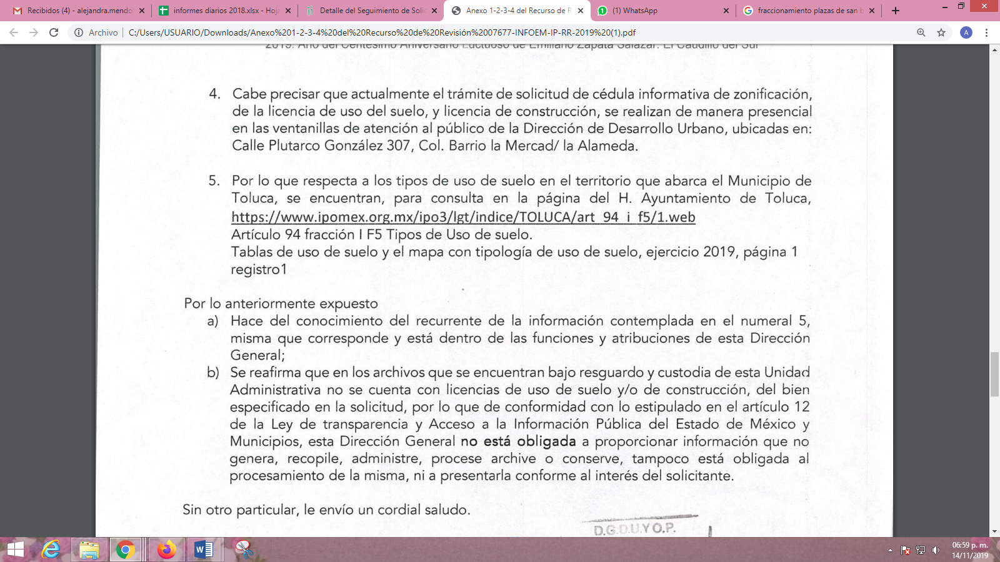 Recibidos (4) - alejandra.mendo
informes diarios 2018.xlsx - Hoja
Detalle del Seguimiento de Solic
Anexo 1-2-3-4 del Recurso de R
(1) WhatsApp
fraccionamiento plazas de san b
Archivo
C:/Users/USUARIO/Downloads/Anexo%201-2-3-4%20del%20Recurso%20de%20Revisión%2007677-INFOEM-IP-RR-2019%20(1).pdf
A
2019. Año del Centésimo Aniversario Luctuoso de Emiliano Zapata Salazar. El Caudillo del Sur
4. Cabe precisar que actualmente el trámite de solicitud de cédula informativa de zonificación,
de la licencia de uso del suelo, y licencia de construcción, se realizan de manera presencial
en las ventanillas de atención al público de la Dirección de Desarrollo Urbano, ubicadas en:
Calle Plutarco González 307, Col. Barrio la Mercad/ la Alameda.
5. Por lo que respecta a los tipos de uso de suelo en el territorio que abarca el Municipio de
Toluca, se encuentran, para consulta en la página del H. Ayuntamiento de Toluca,
https://www.ipomex.org.mx/ipo3/lgt/indice/TOLUCA/art_94_i_f5/1.web
Artículo 94 fracción I F5 Tipos de Uso de suelo.
Tablas de uso de suelo y el mapa con tipología de uso de suelo, ejercicio 2019, página 1
registro1
Por lo anteriormente expuesto
a) Hace del conocimiento del recurrente de la información contemplada en el numeral 5,
misma que corresponde y está dentro de las funciones y atribuciones de esta Dirección
General;
b) Se reafirma que en los archivos que se encuentran bajo resguardo y custodia de esta Unidad
Administrativa no se cuenta con licencias de uso de suelo y/o de construcción, del bien
especificado en la solicitud, por lo que de conformidad con lo estipulado en el artículo 12
de la Ley de transparencia y Acceso a la Información Pública del Estado de México y
Municipios, esta Dirección General no está obligada a proporcionar información que no
genera, recopile, administre, procese archive o conserve, tampoco está obligada al
procesamiento de la misma, ni a presentarla conforme al interés del solicitante.
Sin otro particular, le envío un cordial saludo.
D.G.D.U.Y O.P.
06:59 p. m.
14/11/2019